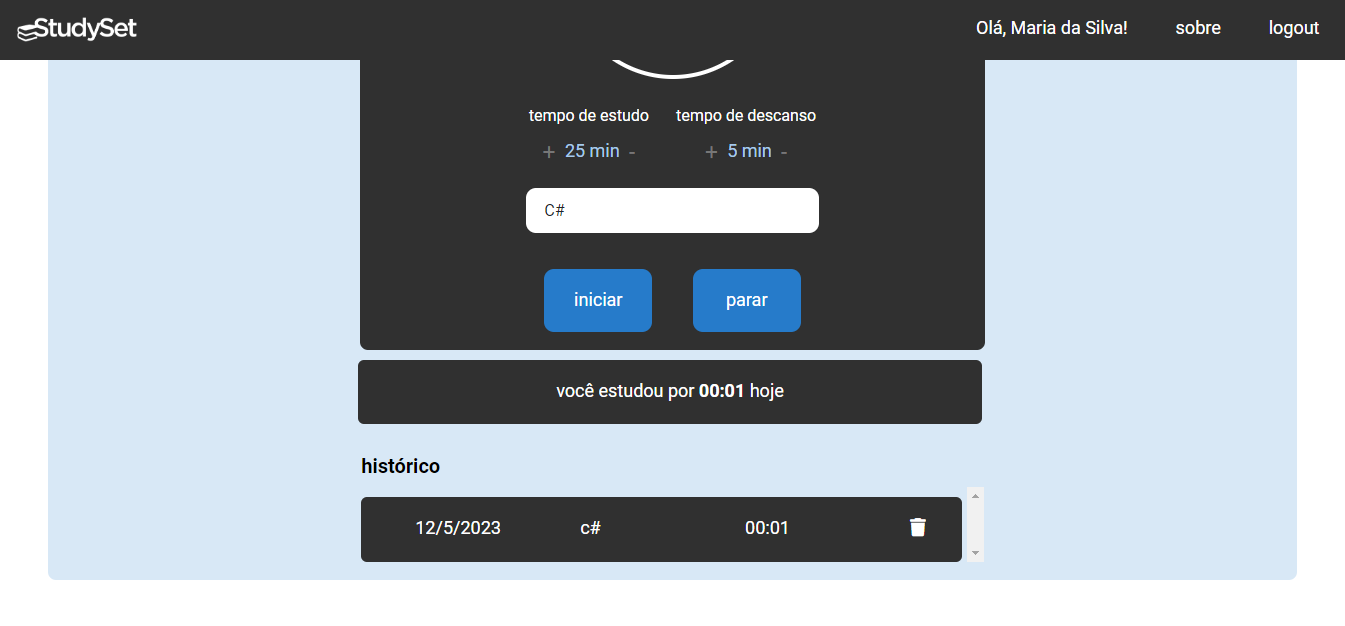 StudySet Olá, Maria da Silva! sobre logout
tempo de estudo tempo de descanso
+ 25 min - + 5 min -
C#
iniciar parar
você estudou por 00:01 hoje
histórico
12/5/2023 c# 00:01